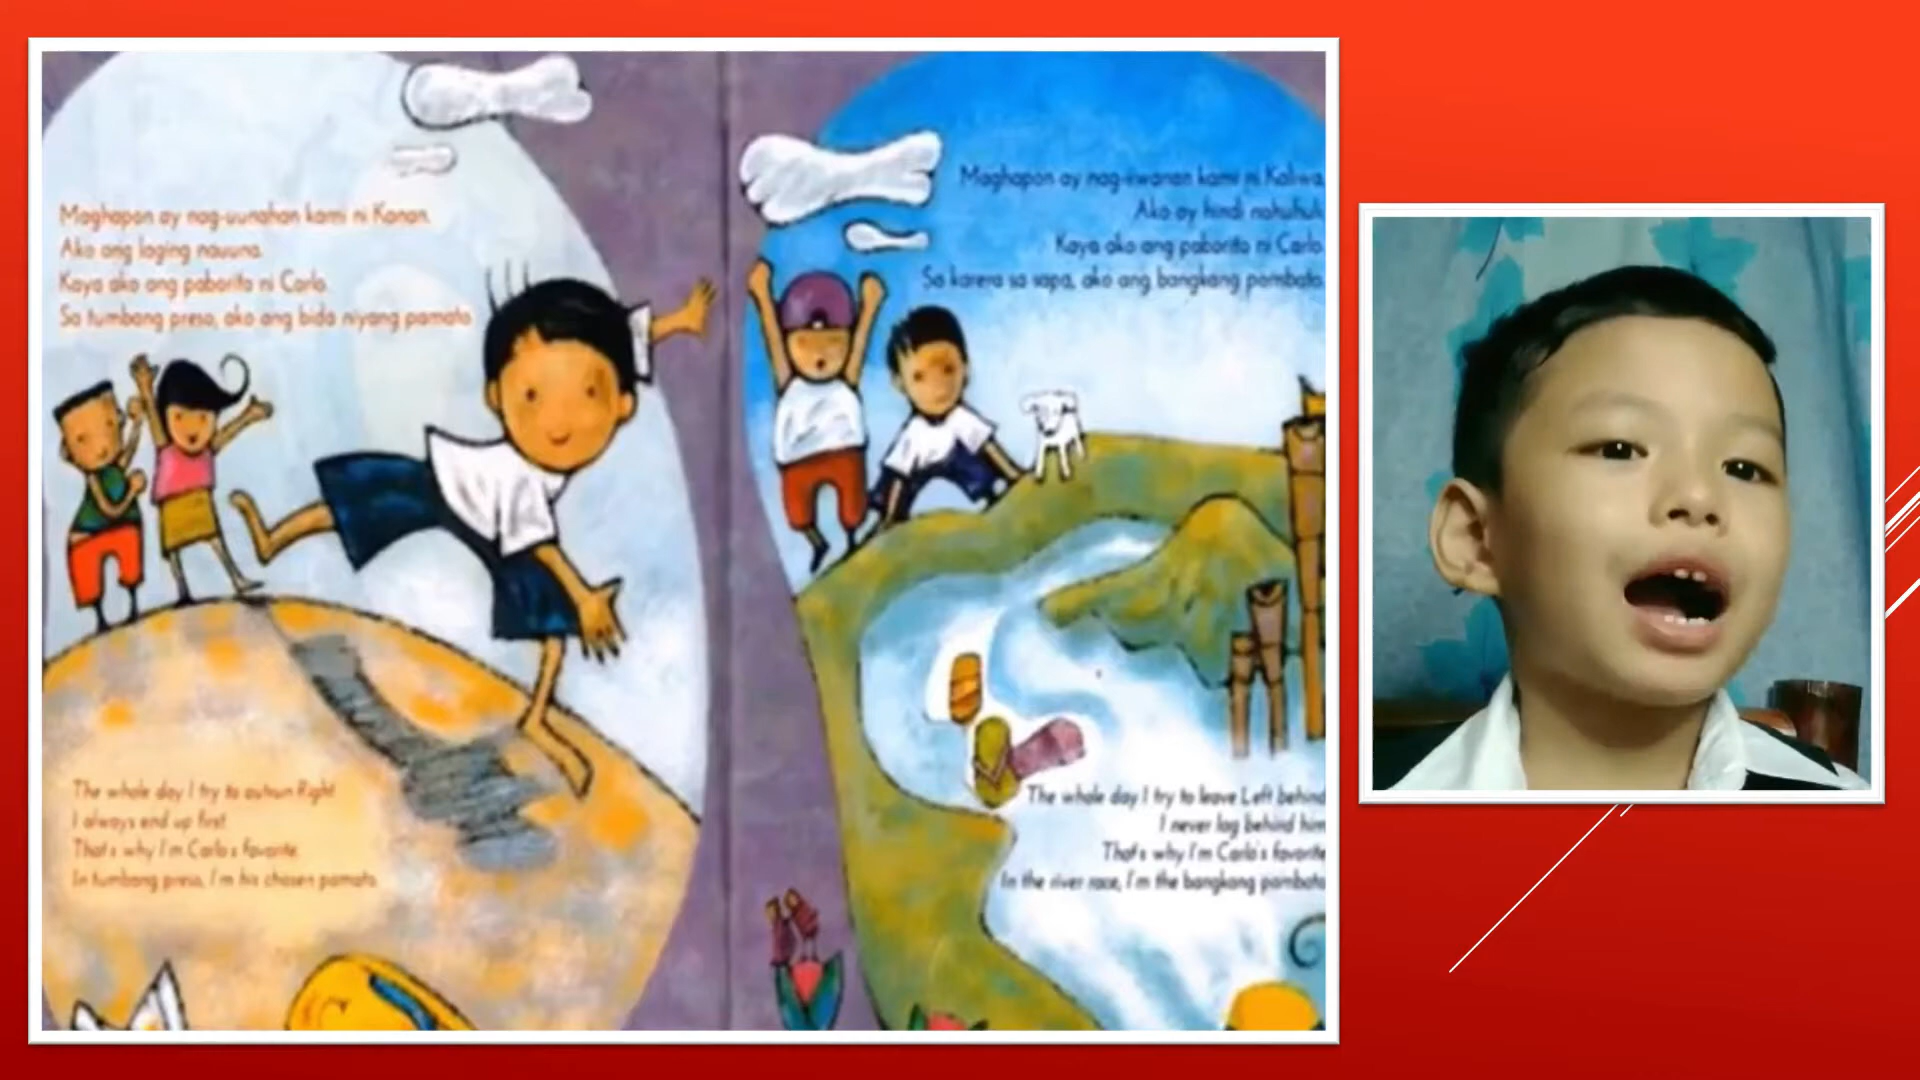 Maghapon ay nag-uunahan kami ni Kanan.
Ako ang laging nauuna.
Kaya ako ang paborito ni Carlo.
Sa tumbang preso, ako ang bida niyang pamato.
The whole day I try to outrun Right
I always end up first
That's why I'm Carlo's favorite
In tumbang preso, I'm his chosen pamato.
Maghapon ay nag-iwanan kami ni Kaliwa.
Ako ay hindi nahuhuli.
Kaya ako ang paborito ni Carlo.
Sa karera sa sapa, ako ang bangkang pambato.
The whole day I try to leave Left behind
I never lag behind him
That's why I'm Carlo's favorite
In the river race, I'm the bangkang pambato